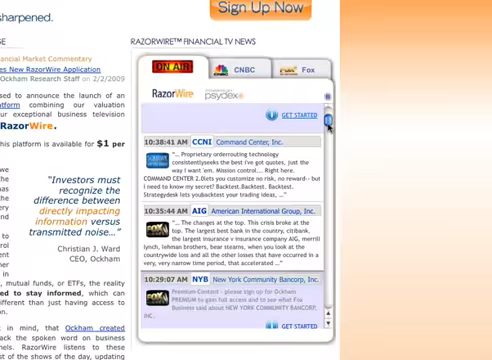 Sign Up Now
sharpened.
GE
RAZORWIRE™ FINANCIAL TV NEWS
nancial Market Commentary
es New RazorWire Application
Ockham Research Staff on 2/2/2009
ON AIR
CNBC
Fox
sed to announce the launch of an
atform combining our valuation
our exceptional business television
RazorWire.
his platform is available for $1 per
RazorWire POWERED BY psydex
GET STARTED
10:38:41 AM CCNI Command Center, Inc.
"... Proprietary orderrouting technology
consistentlyseeks the best i've got quotes, just the
way I want 'em. Mission control.... Right here.
COMMAND CENTER 2.0lets you customize no risk, no reward-- but
i need to know my secret? Backtest.Backtest. Backtest.
Strategydesk lets youbacktest your trading ideas, ..."
we
"Investors must
recognize the
difference between
directly impacting
information versus
transmitted noise..."
Christian J. Ward
CEO, Ockham
10:35:44 AM AIG American International Group, Inc.
"... The changes at the top. This crisis broke at the
top. The largest best bank in the country. citibank,
the largest insurance v insurance company AIG, merrill
lynch, lehman brothers, bear stearns, when you look at the
countrywide loss and all the other losses that have occurred in a
very, very narrow time period, that accelerated ..."
, mutual funds, or ETFs, the reality
ed to stay informed, which can
ifferent than just having access to
on.
10:29:07 AM NYB New York Community Bancorp, Inc.
Premium Content - please sign up for Ockham
PREMIUM to gain full access and to see what Fox
Business said about NEW YORK COMMUNITY BANCORP,
INC.
GET STARTED
t in mind, that Ockham created
ack the spoken word on business
nels. RazorWire listens to these
st of the shows of the day, updating